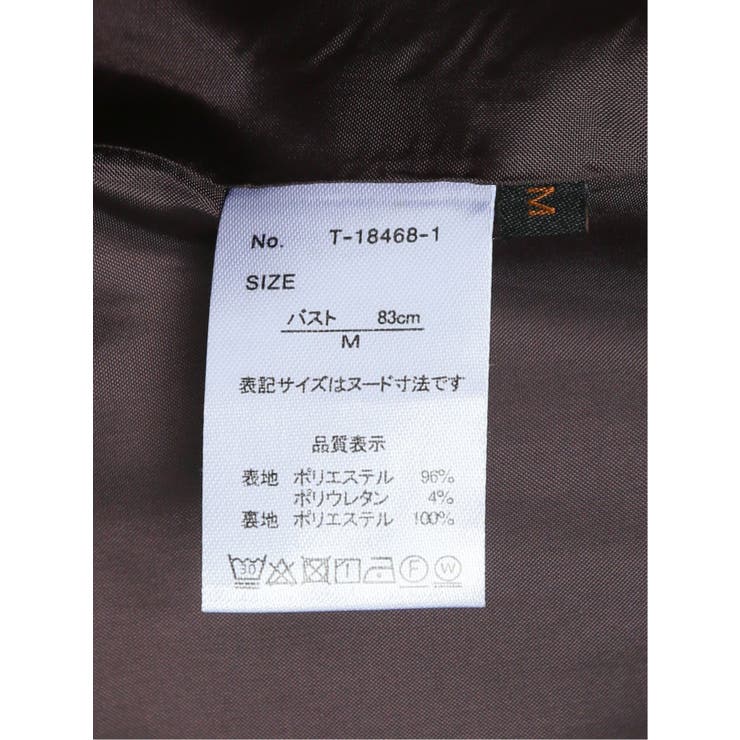 No. T-18468-1
SIZE
バスト 83cm
M
表記サイズはヌード寸法です
品質表示
表地 ポリエステル 96%
ポリウレタン 4%
裏地 ポリエステル 100%
30 F W
M